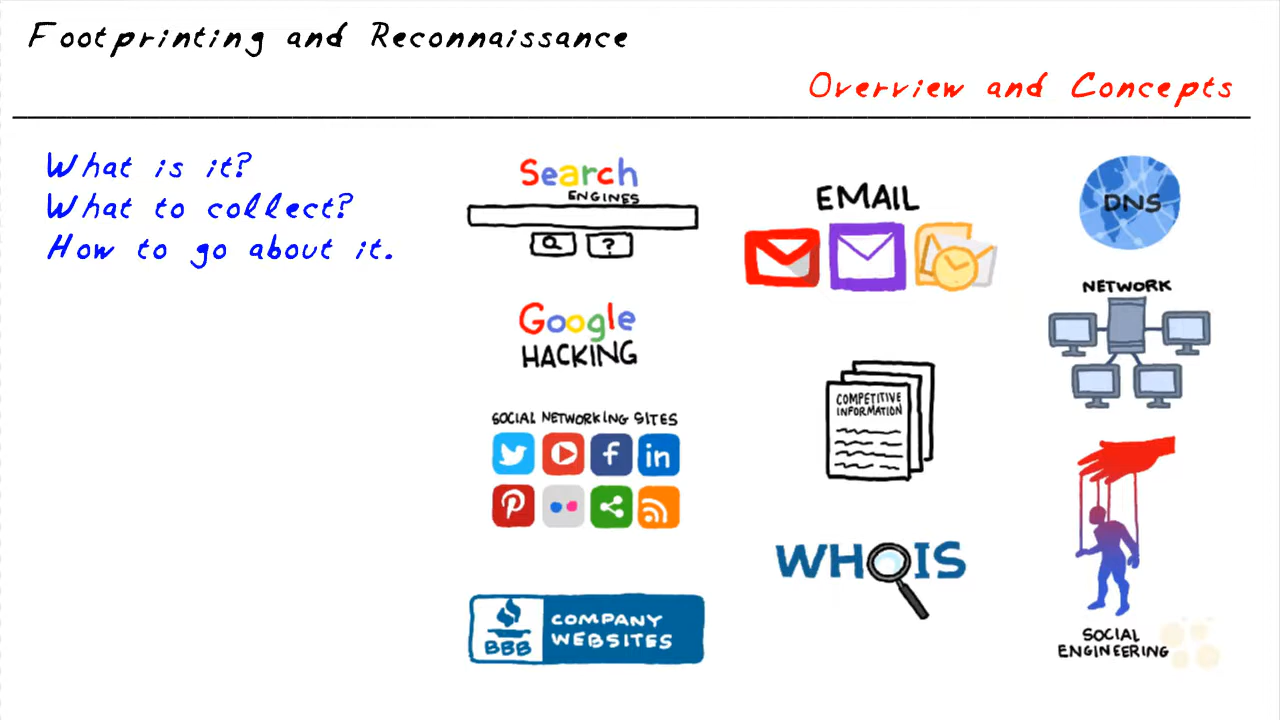 Footprinting and Reconnaissance
Overview and Concepts
What is it?
What to collect?
How to go about it.
Search
ENGINES
?
Google
HACKING
SOCIAL NETWORKING SITES
f in
BBB
COMPANY
WEBSITES
EMAIL
COMPETITIVE
INFORMATION
WHOIS
DNS
NETWORK
SOCIAL
ENGINEERING